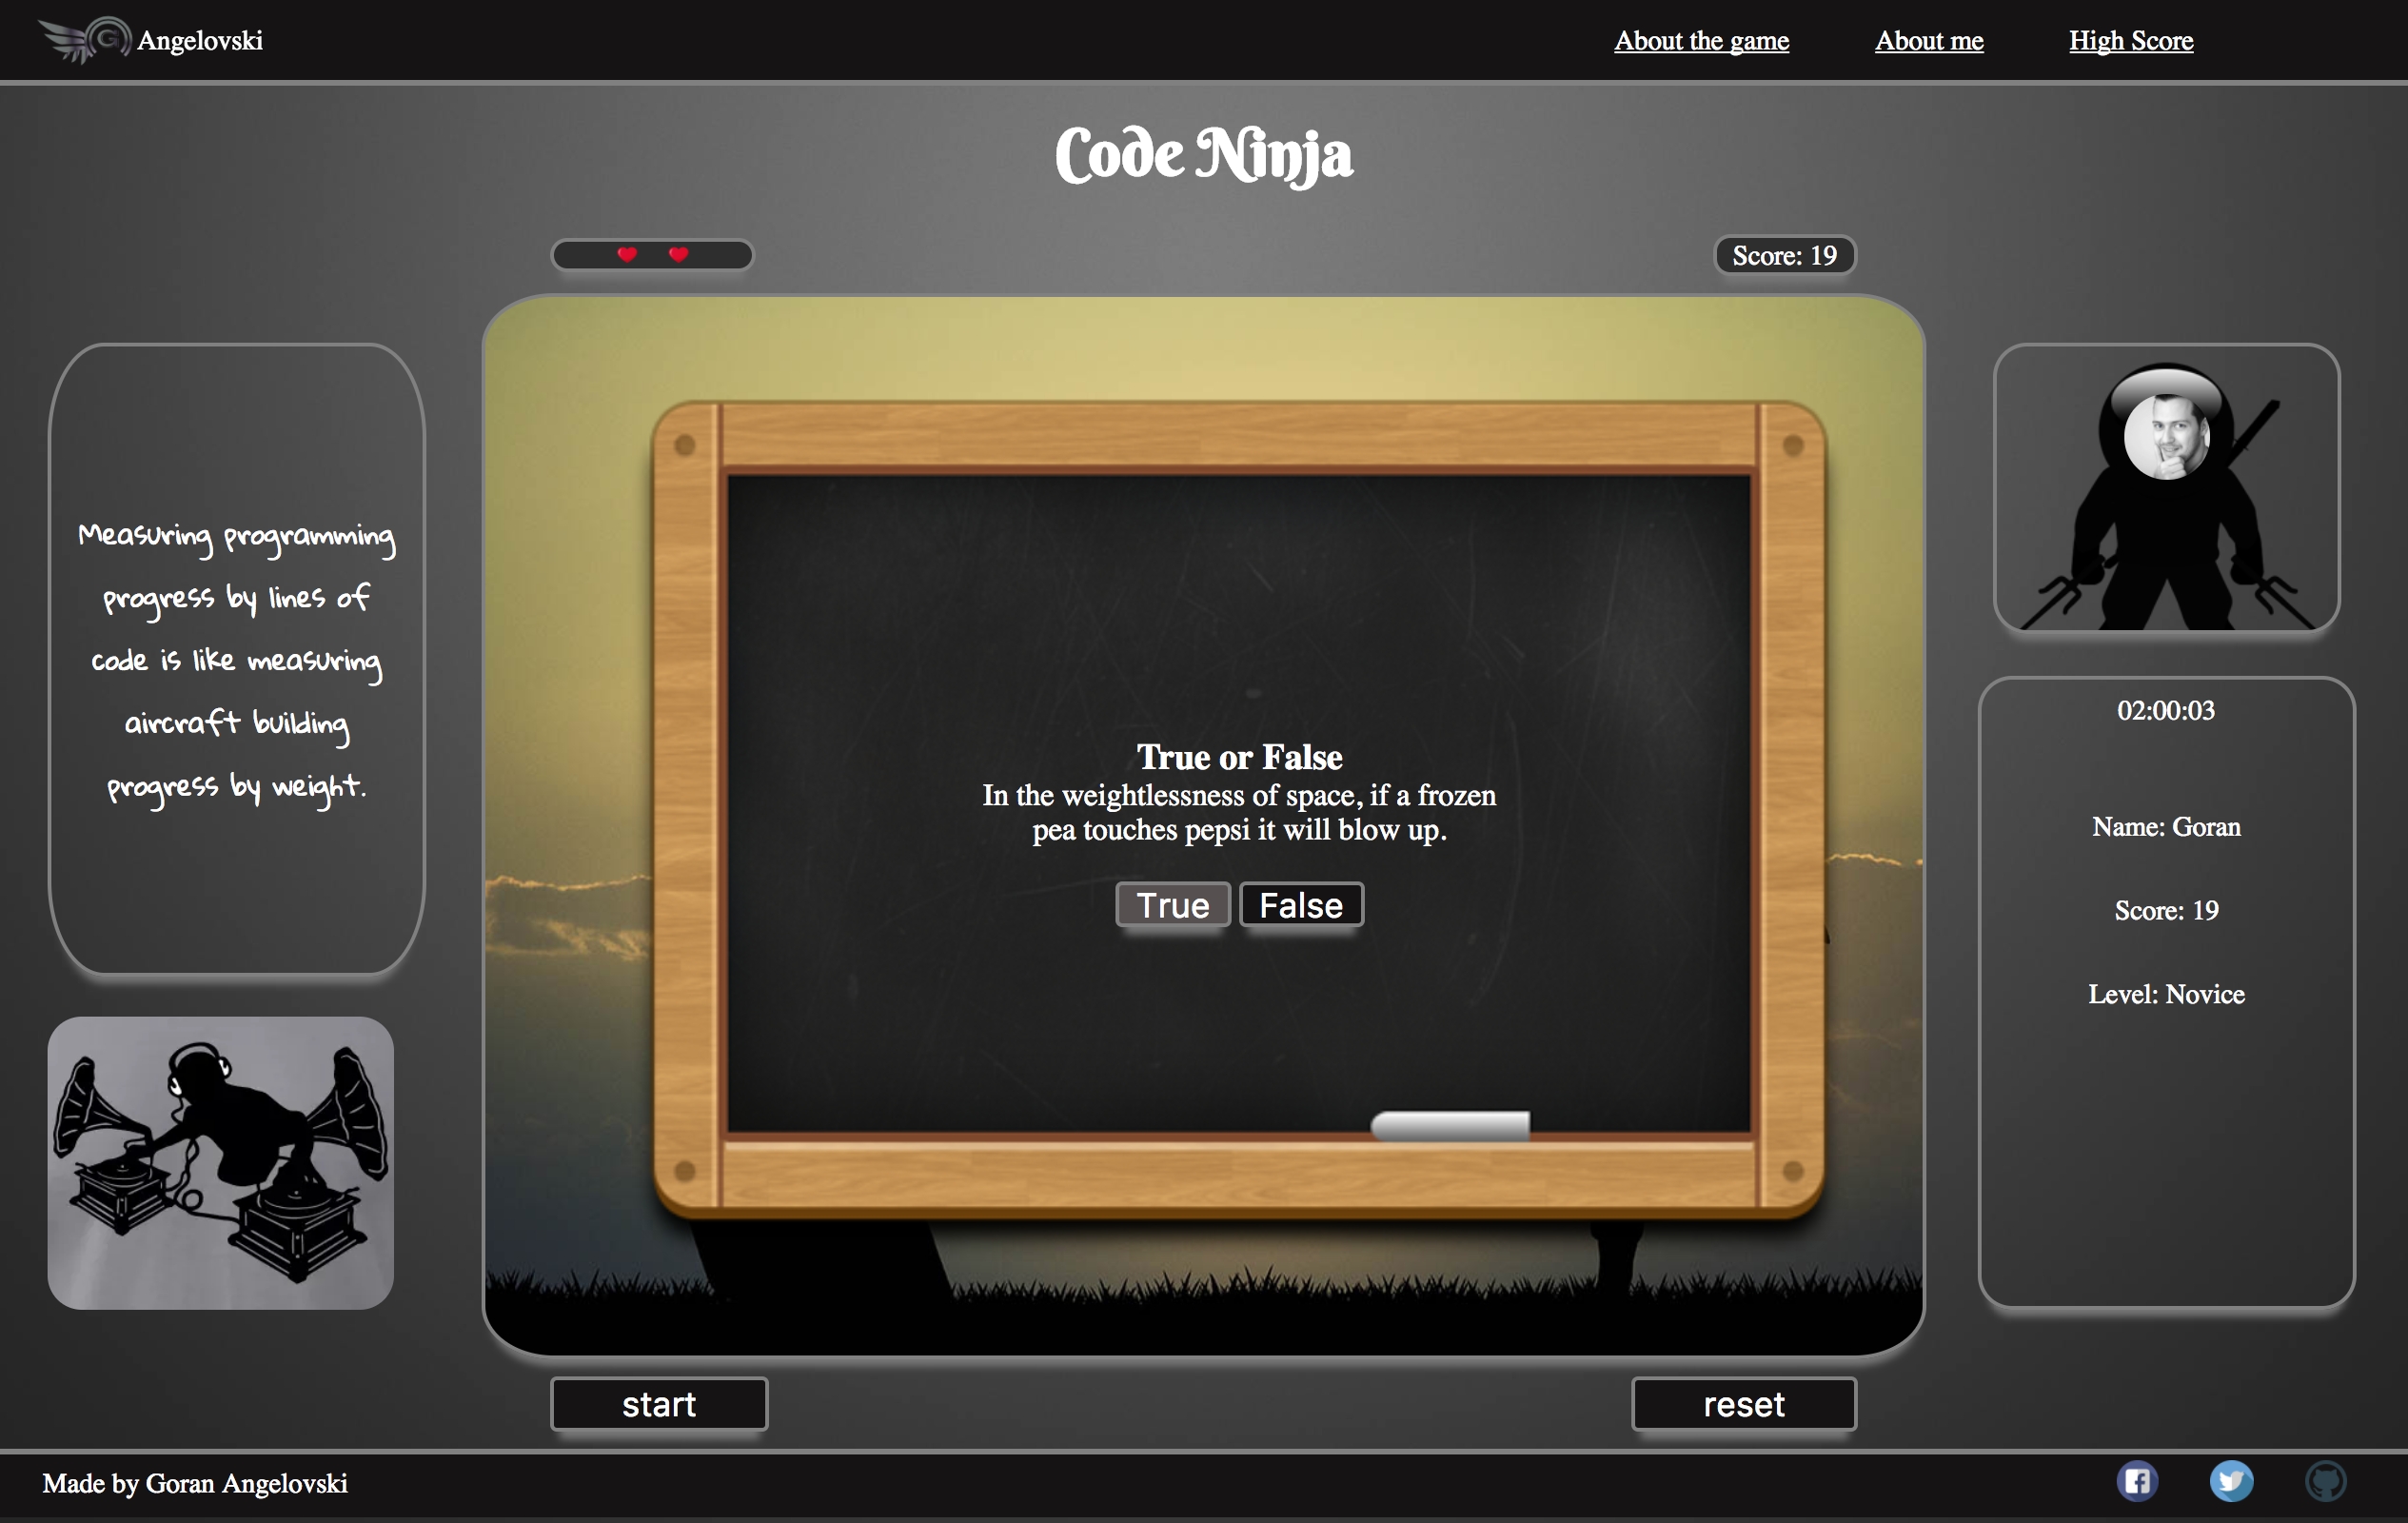 Angelovski
About the game
About me
High Score
Code Ninja
Score: 19
Measuring programming
progress by lines of
code is like measuring
aircraft building
progress by weight.
True or False
In the weightlessness of space, if a frozen
pea touches pepsi it will blow up.
True
False
02:00:03
Name: Goran
Score: 19
Level: Novice
start
reset
Made by Goran Angelovski